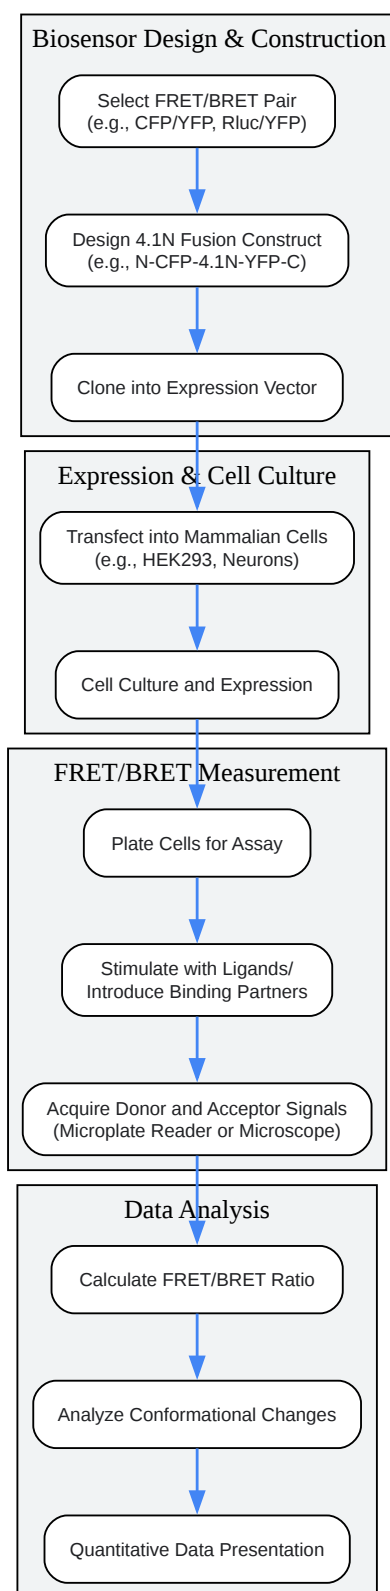 Biosensor Design & Construction
Select FRET/BRET Pair
(e.g., CFP/YFP, Rluc/YFP)
Design 4.1N Fusion Construct
(e.g., N-CFP-4.1N-YFP-C)
Clone into Expression Vector
Expression & Cell Culture
Transfect into Mammalian Cells
(e.g., HEK293, Neurons)
Cell Culture and Expression
FRET/BRET Measurement
Plate Cells for Assay
Stimulate with Ligands/
Introduce Binding Partners
Acquire Donor and Acceptor Signals
(Microplate Reader or Microscope)
Data Analysis
Calculate FRET/BRET Ratio
Analyze Conformational Changes
Quantitative Data Presentation